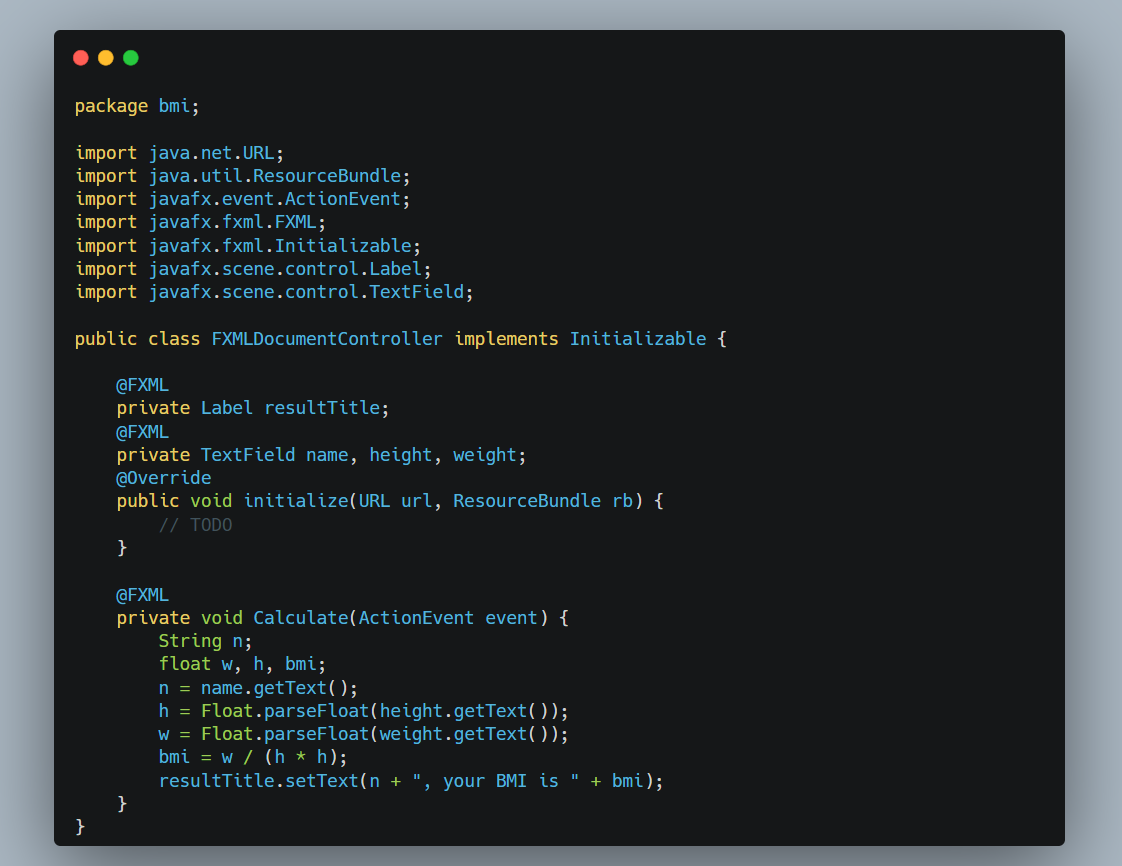 package bmi;

import java.net.URL;
import java.util.ResourceBundle;
import javafx.event.ActionEvent;
import javafx.fxml.FXML;
import javafx.fxml.Initializable;
import javafx.scene.control.Label;
import javafx.scene.control.TextField;

public class FXMLDocumentController implements Initializable {

    @FXML
    private Label resultTitle;
    @FXML
    private TextField name, height, weight;
    @Override
    public void initialize(URL url, ResourceBundle rb) {
        // TODO
    }

    @FXML
    private void Calculate(ActionEvent event) {
        String n;
        float w, h, bmi;
        n = name.getText();
        h = Float.parseFloat(height.getText());
        w = Float.parseFloat(weight.getText());
        bmi = w / (h * h);
        resultTitle.setText(n + ", your BMI is " + bmi);
    }
}